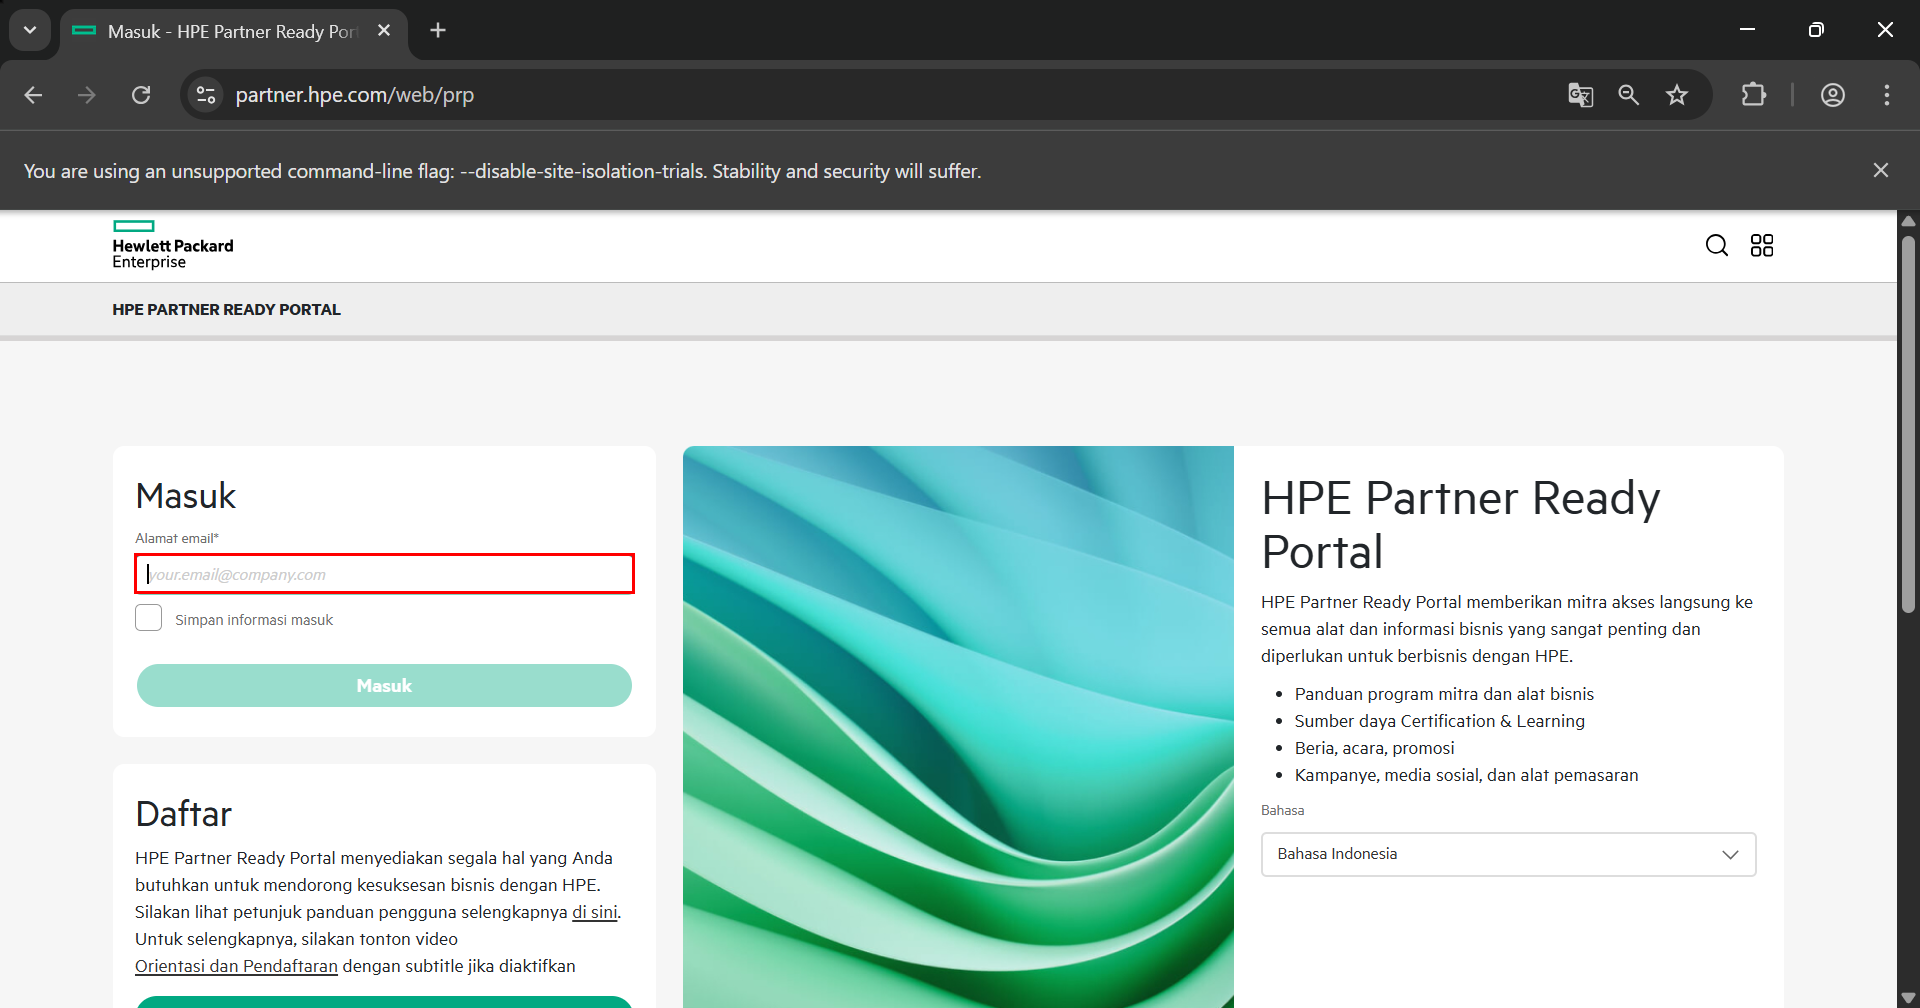 Masuk - HPE Partner Ready Por
partner.hpe.com/web/prp
You are using an unsupported command-line flag: --disable-site-isolation-trials. Stability and security will suffer.
Hewlett Packard
Enterprise
HPE PARTNER READY PORTAL
Masuk
Alamat email*
your.email@company.com
Simpan informasi masuk
Masuk
Daftar
HPE Partner Ready Portal menyediakan segala hal yang Anda
butuhkan untuk mendorong kesuksesan bisnis dengan HPE.
Silakan lihat petunjuk panduan pengguna selengkapnya di sini.
Untuk selengkapnya, silakan tonton video
Orientasi dan Pendaftaran dengan subtitle jika diaktifkan
HPE Partner Ready
Portal
HPE Partner Ready Portal memberikan mitra akses langsung ke
semua alat dan informasi bisnis yang sangat penting dan
diperlukan untuk berbisnis dengan HPE.
• Panduan program mitra dan alat bisnis
• Sumber daya Certification & Learning
• Beria, acara, promosi
• Kampanye, media sosial, dan alat pemasaran
Bahasa
Bahasa Indonesia